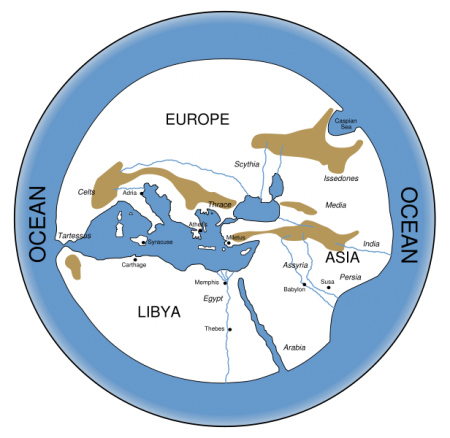 EUROPE
Caspian
Sea
Scythia
Issedones
Celts
Adria
Thrace
Media
OCEAN
OCEAN
Tartessus
Athens
Miletus
Syracuse
India
Carthage
Assyria
ASIA
Memphis
Susa
Persia
Babylon
Egypt
LIBYA
Thebes
Arabia